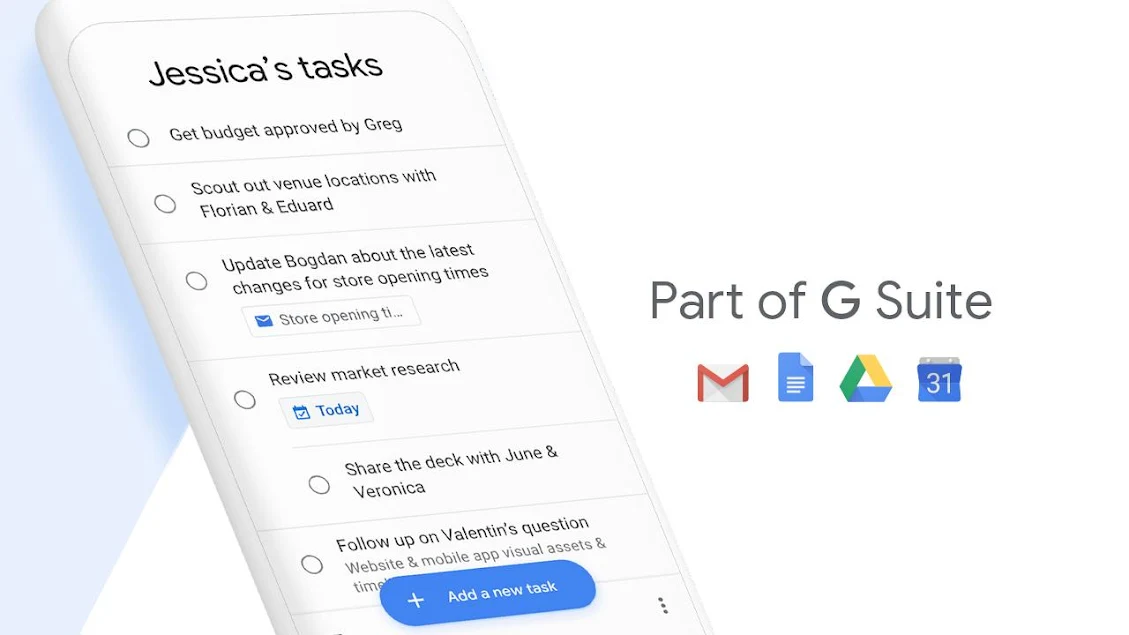 Jessica's tasks
Get budget approved by Greg
Scout out venue locations with
Florian & Eduard
Update Bogdan about the latest
changes for store opening times
Store opening ti...
Review market research
Today
Share the deck with June &
Veronica
Follow up on Valentin's question
Website & mobile app visual assets &
Add a new task
Part of G Suite
31